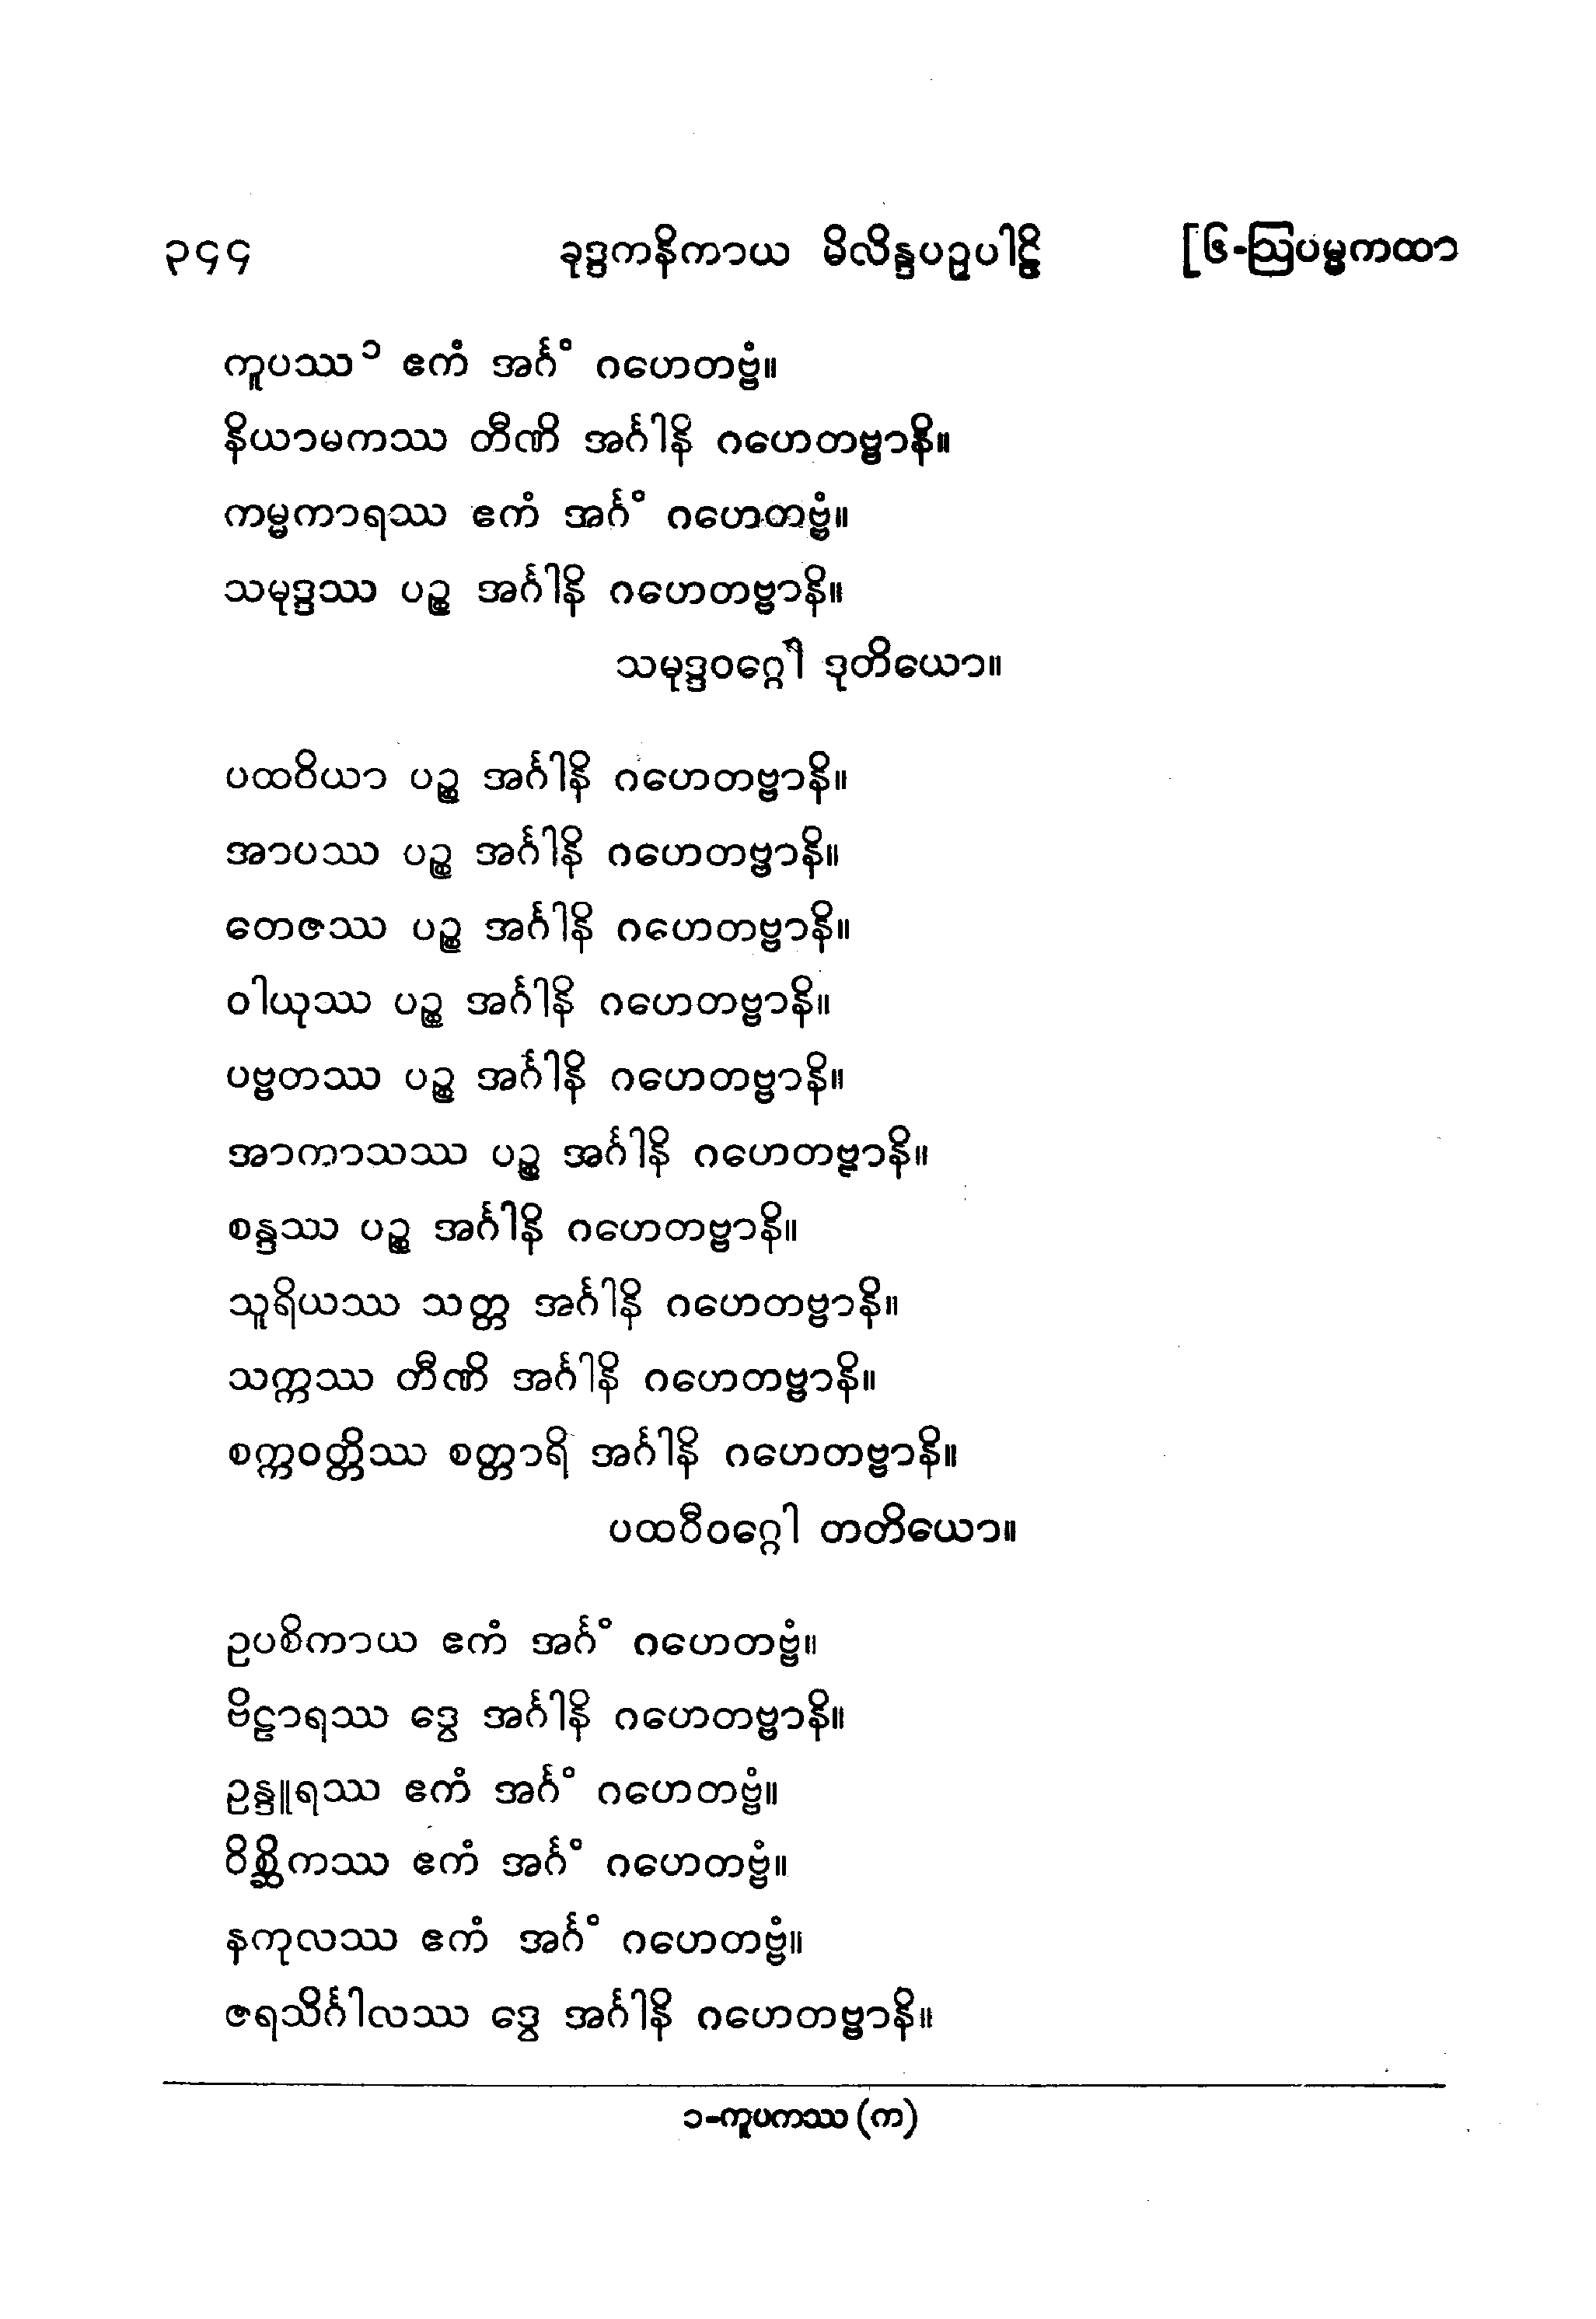 ၃၄၄ ခုဒ္ဒကနိကာယ မိလိန္ဒပဥှပါဠိ [၆-ဩပမ္မကထာ
ကူပဿ ၁ ဧကံ အင်္ဂံ ဂဟေတဗ္ဗံ။
နိယာမကဿ တီဏိ အင်္ဂါနိ ဂဟေတဗ္ဗာနိ။
ကမ္မကာရဿ ဧကံ အင်္ဂံ ဂဟေတဗ္ဗံ။
သမုဒ္ဒဿ ပဉ္စ အင်္ဂါနိ ဂဟေတဗ္ဗာနိ။
သမုဒ္ဒဝဂ္ဂေါ ဒုတိယော။
ပထဝိယာ ပဉ္စ အင်္ဂါနိ ဂဟေတဗ္ဗာနိ။
အာပဿ ပဉ္စ အင်္ဂါနိ ဂဟေတဗ္ဗာနိ။
တေဇဿ ပဉ္စ အင်္ဂါနိ ဂဟေတဗ္ဗာနိ။
ဝါယုဿ ပဉ္စ အင်္ဂါနိ ဂဟေတဗ္ဗာနိ။
ပဗ္ဗတဿ ပဉ္စ အင်္ဂါနိ ဂဟေတဗ္ဗာနိ။
အာကာသဿ ပဉ္စ အင်္ဂါနိ ဂဟေတဗ္ဗာနိ။
စန္ဒဿ ပဉ္စ အင်္ဂါနိ ဂဟေတဗ္ဗာနိ။
သူရိယဿ သတ္တ အင်္ဂါနိ ဂဟေတဗ္ဗာနိ။
သက္ကဿ တီဏိ အင်္ဂါနိ ဂဟေတဗ္ဗာနိ။
စက္ကဝတ္တိဿ စတ္တာရိ အင်္ဂါနိ ဂဟေတဗ္ဗာနိ။
ပထဝီဝဂ္ဂေါ တတိယော။
ဥပစိကာယ ဧကံ အင်္ဂံ ဂဟေတဗ္ဗံ။
ဗိဠာရဿ ဒွေ အင်္ဂါနိ ဂဟေတဗ္ဗာနိ။
ဥန္ဒူရဿ ဧကံ အင်္ဂံ ဂဟေတဗ္ဗံ။
ဝိစ္ဆိကဿ ဧကံ အင်္ဂံ ဂဟေတဗ္ဗံ။
နကုလဿ ဧကံ အင်္ဂံ ဂဟေတဗ္ဗံ။
ဇရသိင်္ဂါလဿ ဒွေ အင်္ဂါနိ ဂဟေတဗ္ဗာနိ။
၁-ကူပကဿ (က)